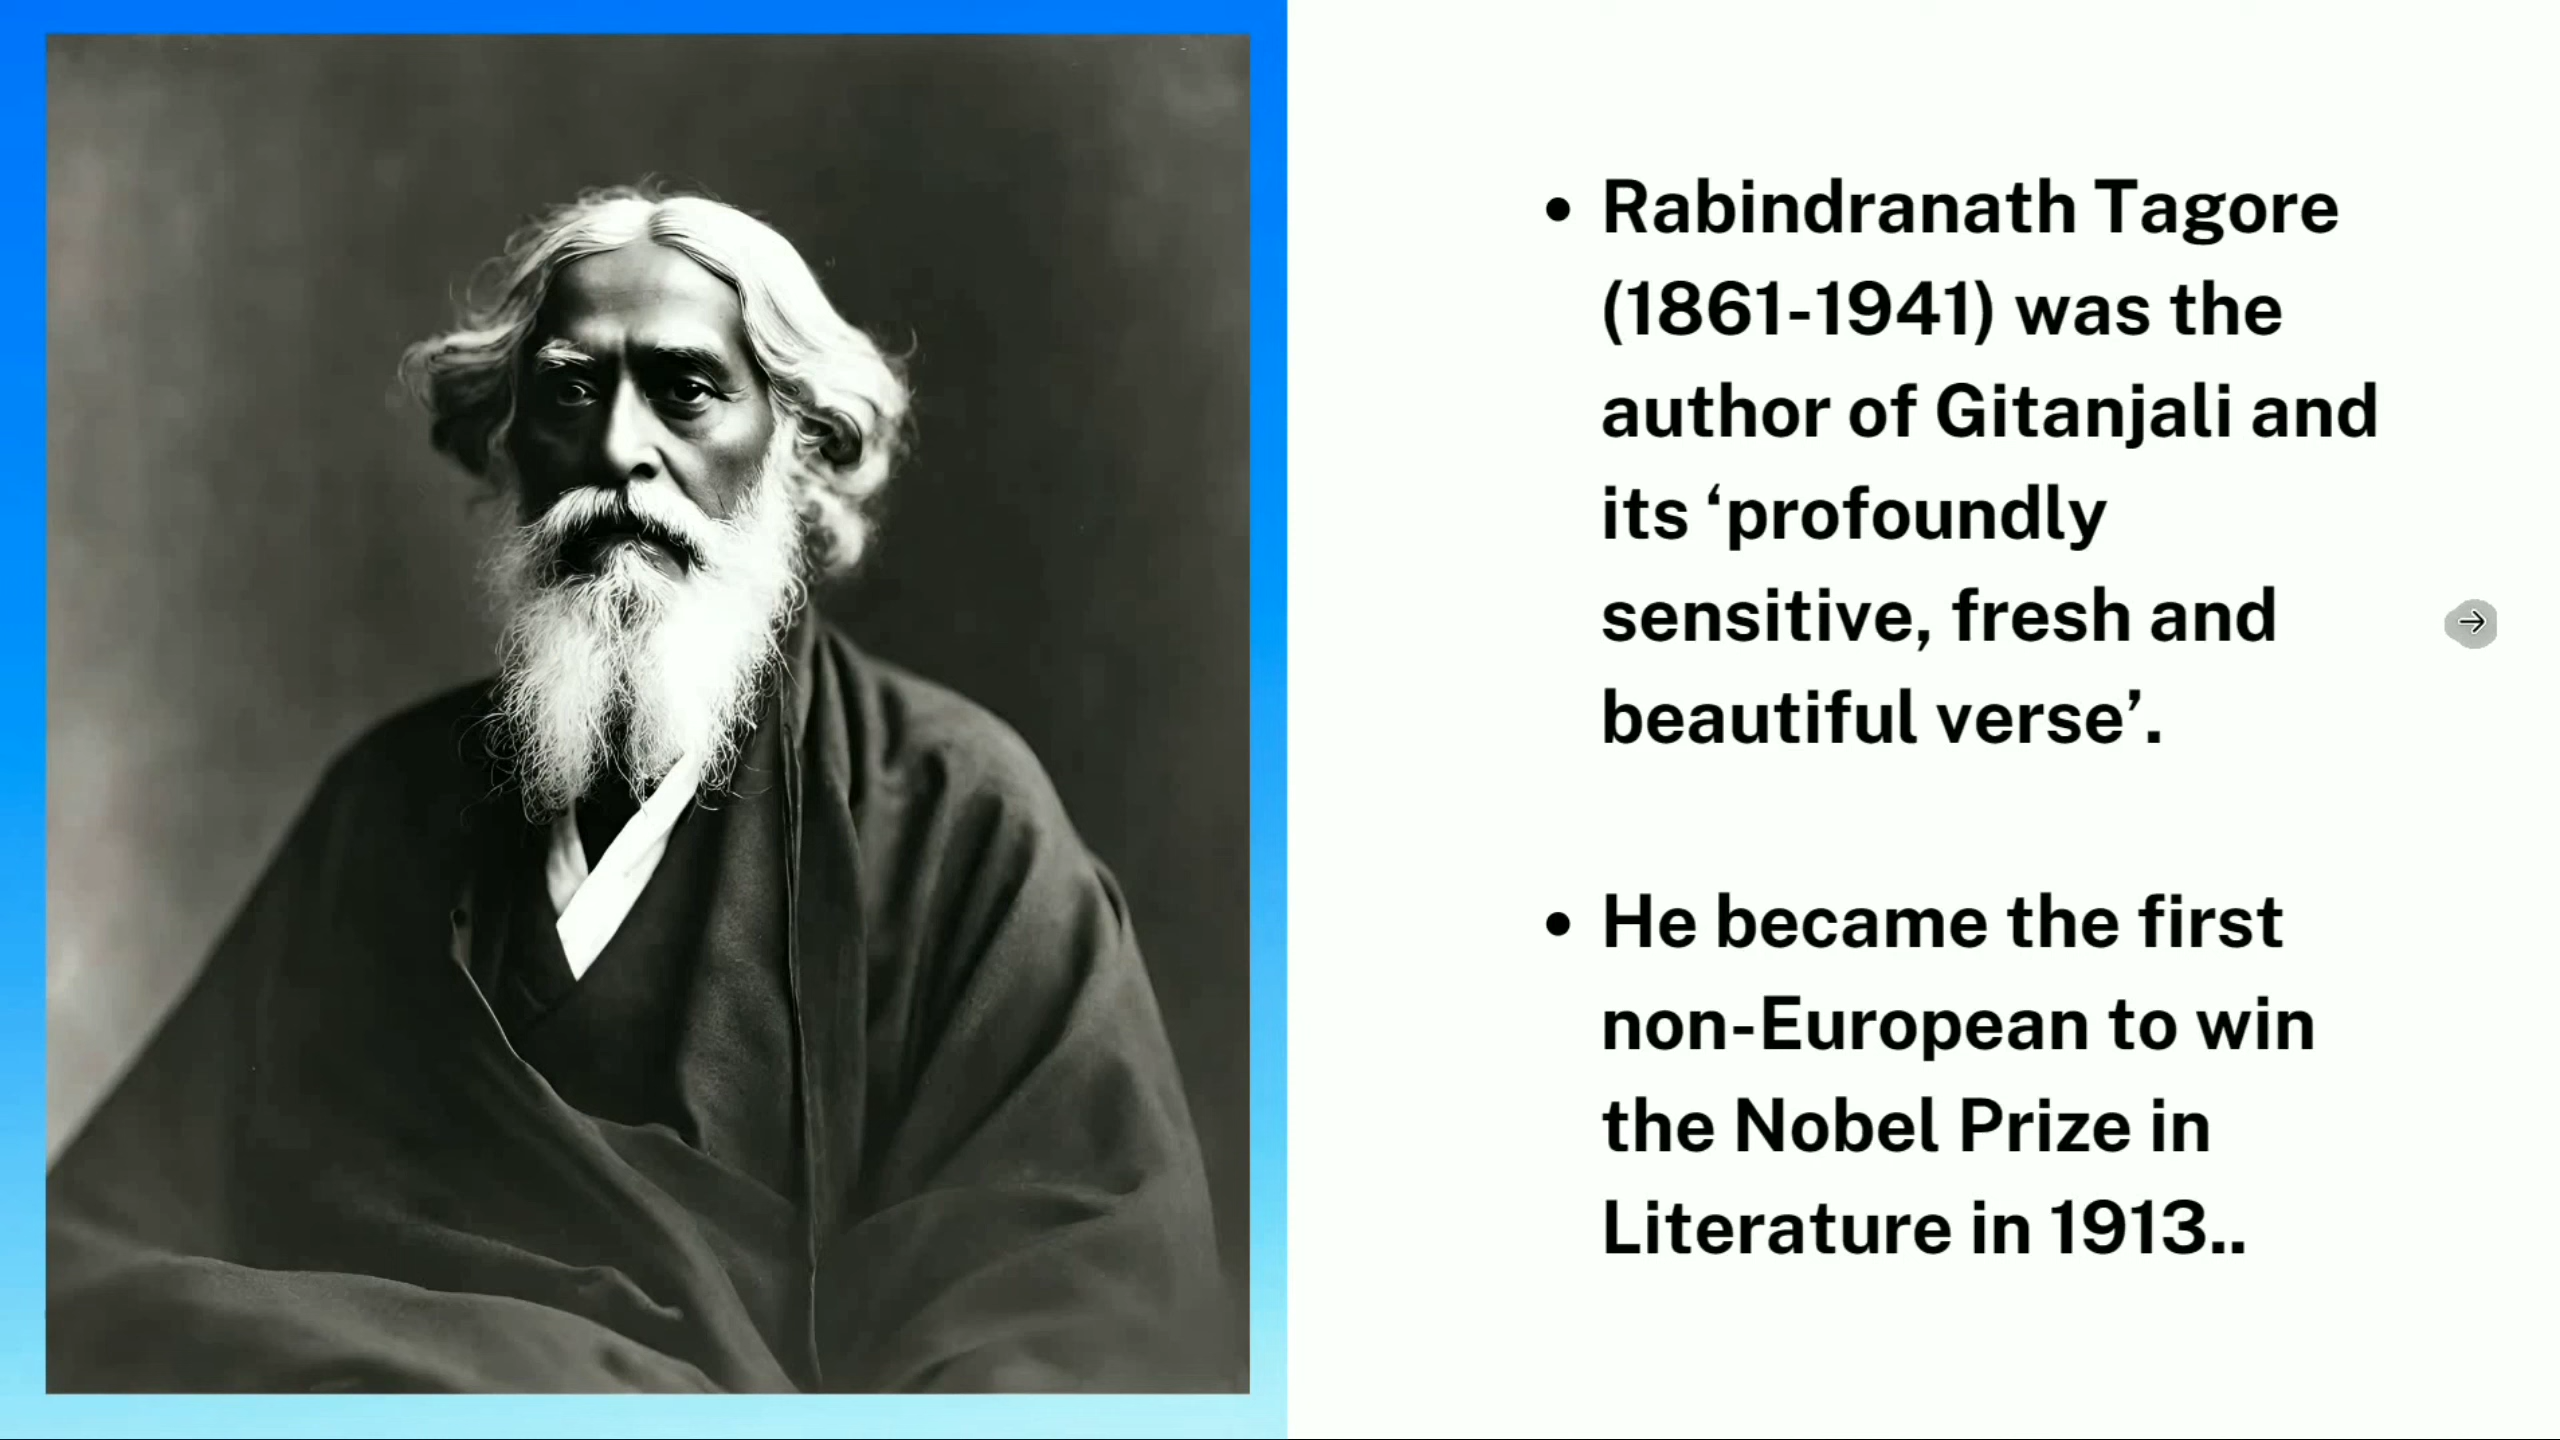 • Rabindranath Tagore
(1861-1941) was the
author of Gitanjali and
its ‘profoundly
sensitive, fresh and
beautiful verse’.
• He became the first
non-European to win
the Nobel Prize in
Literature in 1913..